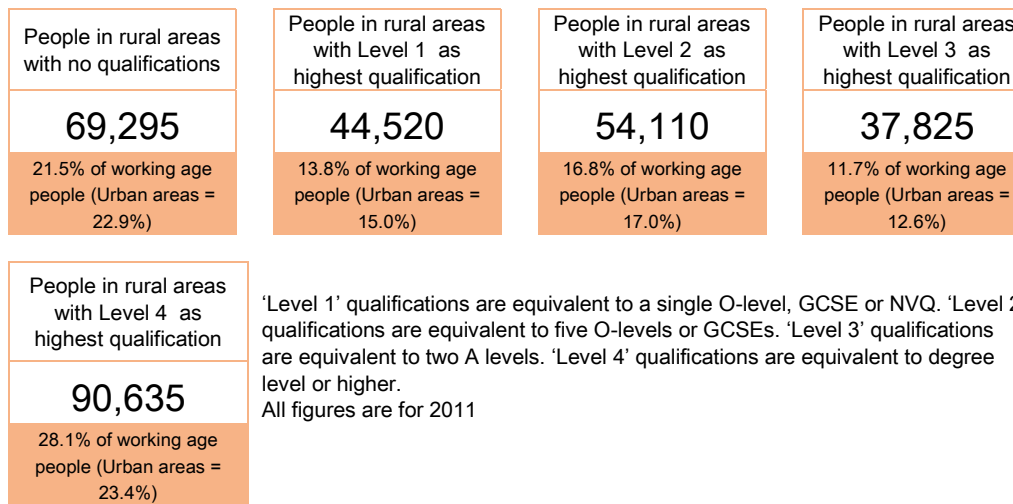 People in rural areas
with no qualifications
69,295
21.5% of working age
people (Urban areas =
22.9%)
People in rural areas
with Level 1 as
highest qualification
44,520
13.8% of working age
people (Urban areas =
15.0%)
People in rural areas
with Level 2 as
highest qualification
54,110
16.8% of working age
people (Urban areas =
17.0%)
People in rural areas
with Level 3 as
highest qualification
37,825
11.7% of working age
people (Urban areas =
12.6%)
People in rural areas
with Level 4 as
highest qualification
90,635
28.1% of working age
people (Urban areas =
23.4%)
‘Level 1’ qualifications are equivalent to a single O-level, GCSE or NVQ. ‘Level 2
qualifications are equivalent to five O-levels or GCSEs. ‘Level 3’ qualifications
are equivalent to two A levels. ‘Level 4’ qualifications are equivalent to degree
level or higher.
All figures are for 2011